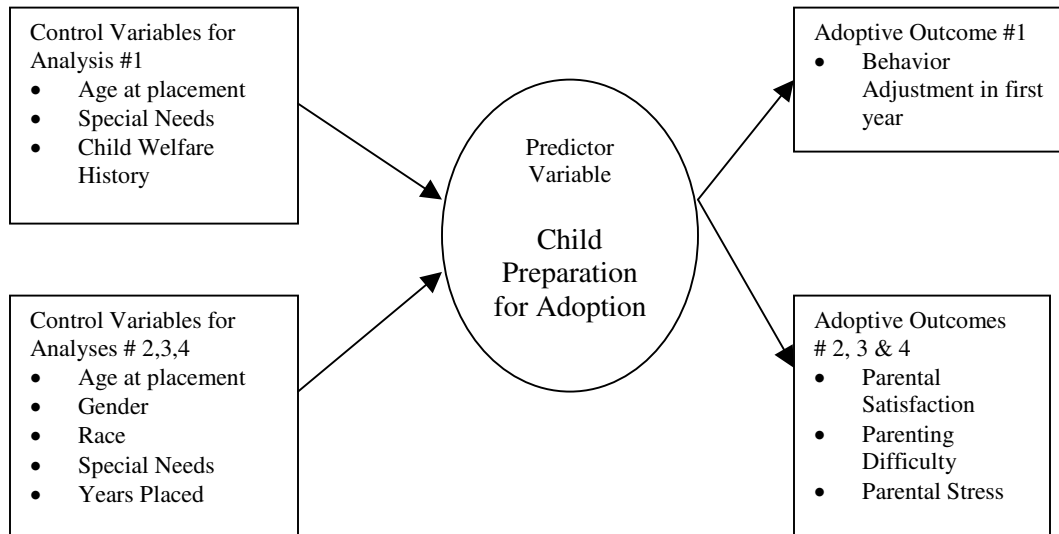 Control Variables for
Analysis #1
• Age at placement
• Special Needs
• Child Welfare
History
Control Variables for
Analyses # 2,3,4
• Age at placement
• Gender
• Race
• Special Needs
• Years Placed
Predictor
Variable
Child
Preparation
for Adoption
Adoptive Outcome #1
• Behavior
Adjustment in first
year
Adoptive Outcomes
# 2, 3 & 4
• Parental
Satisfaction
• Parenting
Difficulty
• Parental Stress